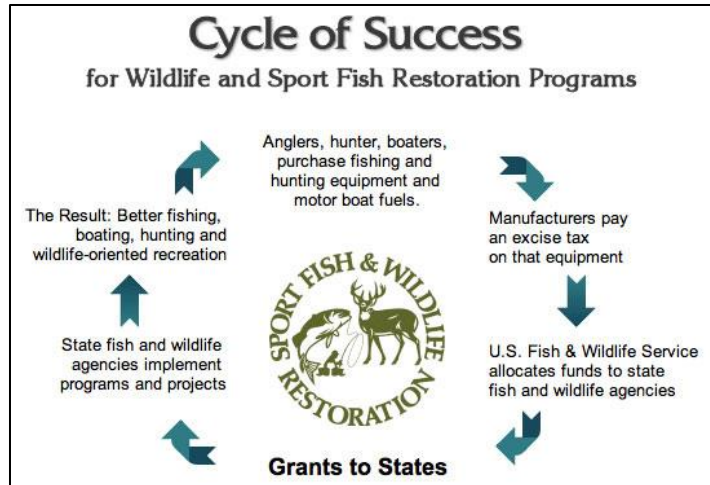 Cycle of Success
for Wildlife and Sport Fish Restoration Programs
Anglers, hunter, boaters,
purchase fishing and
hunting equipment and
motor boat fuels.
Manufacturers pay
an excise tax
on that equipment
U.S. Fish & Wildlife Service
allocates funds to state
fish and wildlife agencies
Grants to States
State fish and wildlife
agencies implement
programs and projects
The Result: Better fishing,
boating, hunting and
wildlife-oriented recreation
SPORT FISH & WILDLIFE
RESTORATION